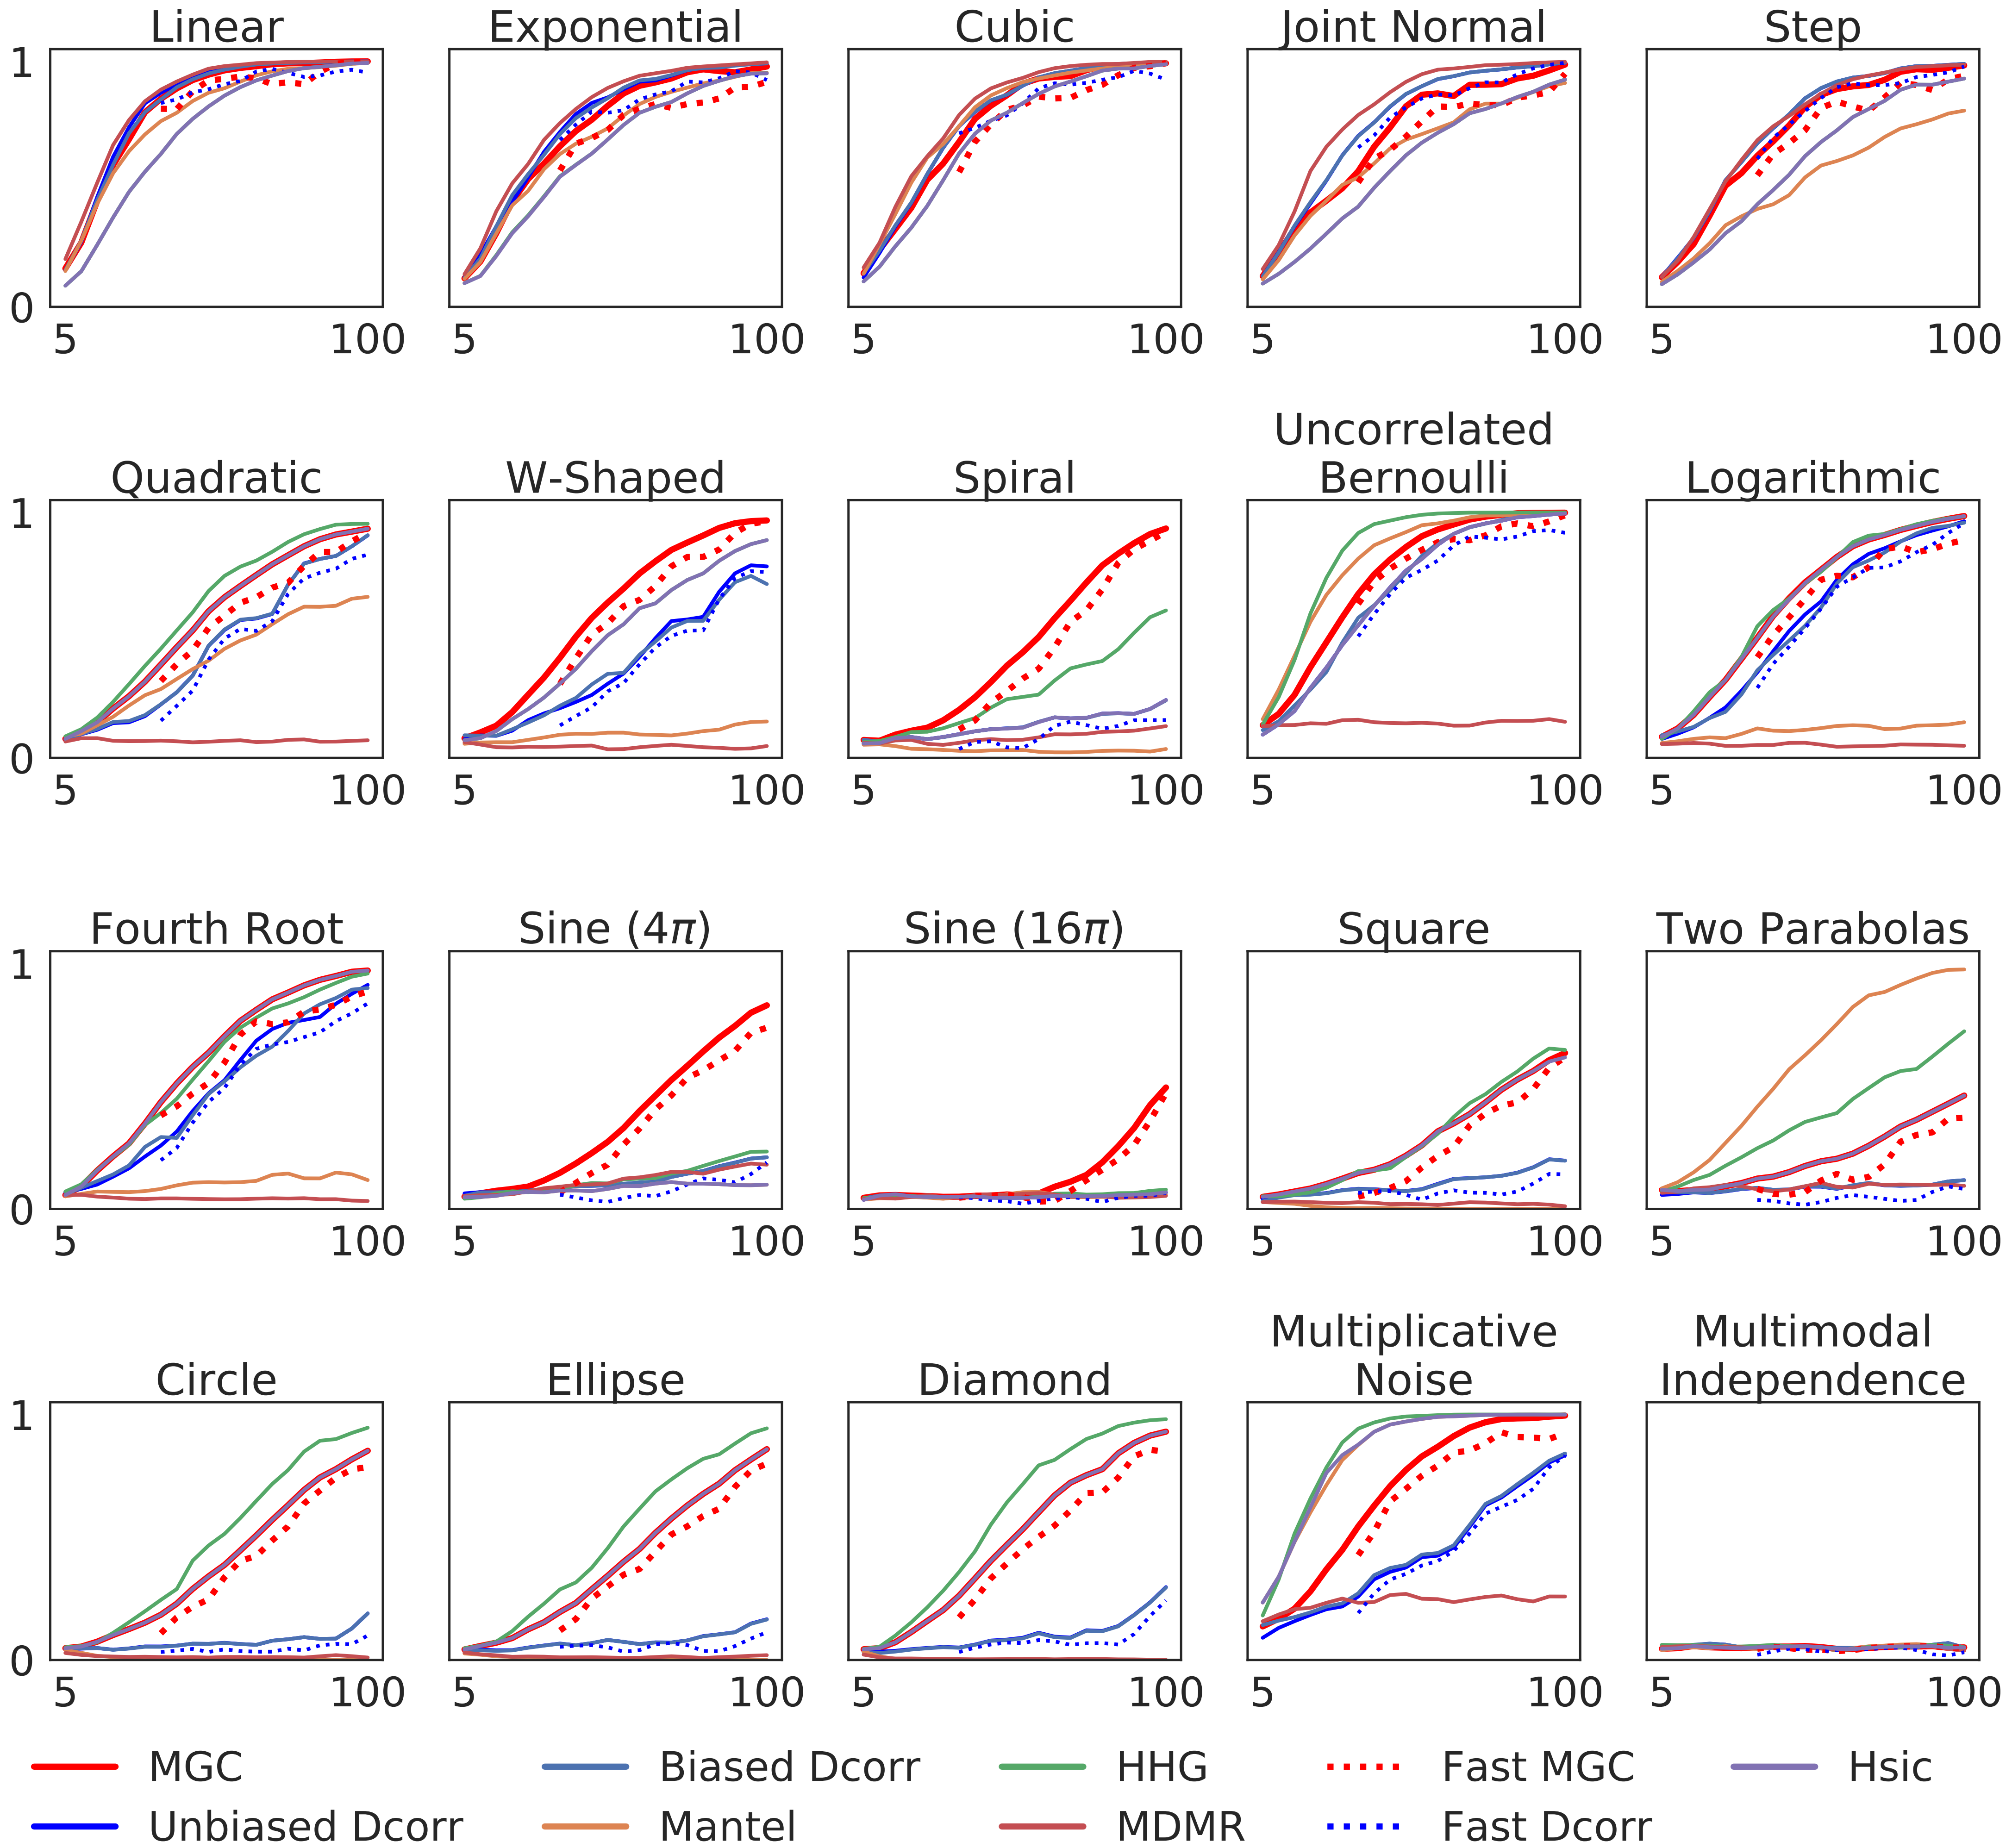 Linear Exponential Cubic Joint Normal Step
1
0
5 100 5 100 5 100 5 100 5 100
Uncorrelated
Quadratic W-Shaped Spiral Bernoulli Logarithmic
1
0
5 100 5 100 5 100 5 100 5 100
Fourth Root Sine (4π) Sine (16π) Square Two Parabolas
1
0
5 100 5 100 5 100 5 100 5 100
Multiplicative Multimodal
Circle Ellipse Diamond Noise Independence
1
0
5 100 5 100 5 100 5 100 5 100
MGC Biased Dcorr HHG Fast MGC Hsic
Unbiased Dcorr Mantel MDMR Fast Dcorr